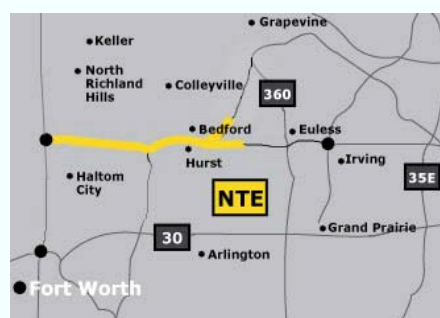 Grapevine
Keller
North
Richland
Hills
Colleyville
360
Bedford
Euless
Hurst
Irving
Haltom
City
35E
NTE
Grand Prairie
30
Arlington
Fort Worth